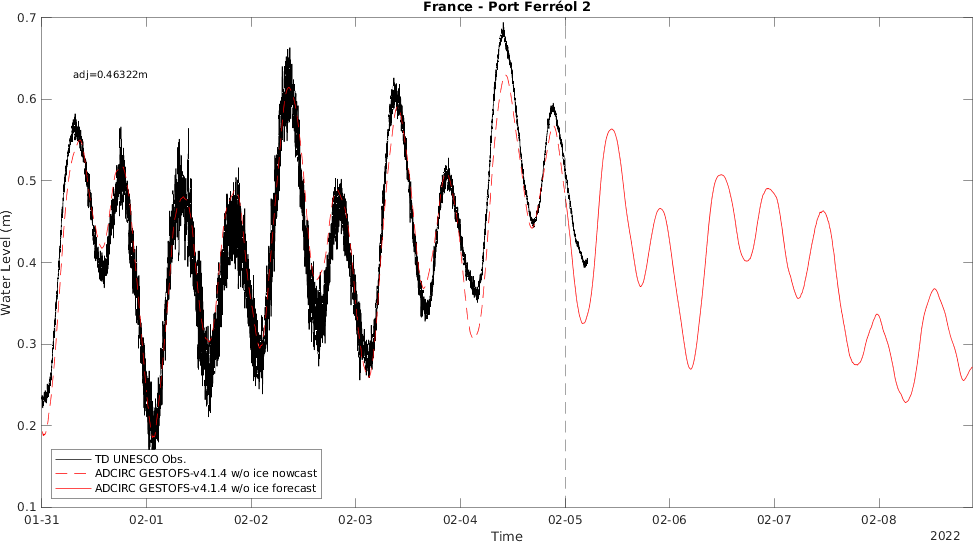 France - Port Ferréol 2
0.7
0.6
0.5
0.4
0.3
0.2
0.1
Water Level (m)
adj=0.46322m
TD UNESCO Obs.
ADCIRC GESTOFS-v4.1.4 w/o ice nowcast
ADCIRC GESTOFS-v4.1.4 w/o ice forecast
01-31 02-01 02-02 02-03 02-04 02-05 02-06 02-07 02-08
Time
2022